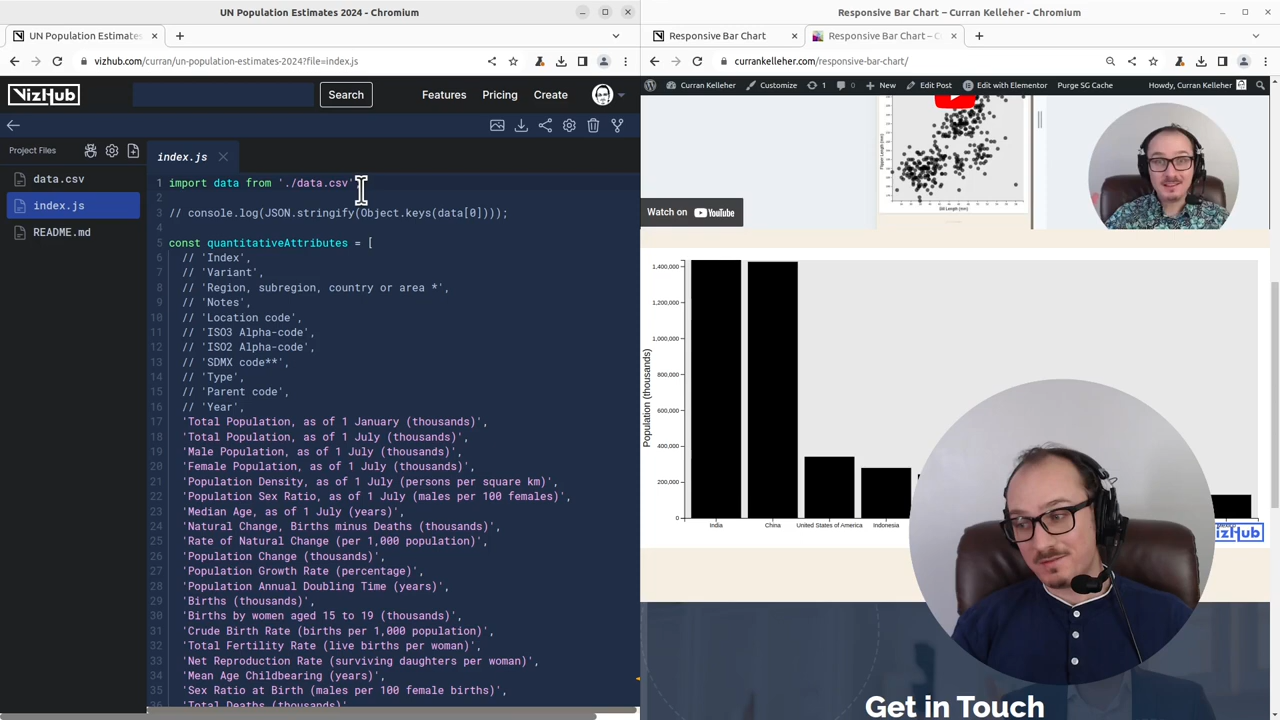 UN Population Estimates 2024 - Chromium
UN Population Estimates
vizhub.com/curran/un-population-estimates-2024?file=index.js
VizHub
Search
Features
Pricing
Create
Project Files
data.csv
index.js
README.md
index.js
1 import data from './data.csv'
2
3 // console.log(JSON.stringify(Object.keys(data[0])));
4
5 const quantitativeAttributes = [
6 // 'Index',
7 // 'Variant',
8 // 'Region, subregion, country or area *',
9 // 'Notes',
10 // 'Location code',
11 // 'ISO3 Alpha-code',
12 // 'ISO2 Alpha-code',
13 // 'SDMX code**',
14 // 'Type',
15 // 'Parent code',
16 // 'Year',
17 'Total Population, as of 1 January (thousands)',
18 'Total Population, as of 1 July (thousands)',
19 'Male Population, as of 1 July (thousands)',
20 'Female Population, as of 1 July (thousands)',
21 'Population Density, as of 1 July (persons per square km)',
22 'Population Sex Ratio, as of 1 July (males per 100 females)',
23 'Median Age, as of 1 July (years)',
24 'Natural Change, Births minus Deaths (thousands)',
25 'Rate of Natural Change (per 1,000 population)',
26 'Population Change (thousands)',
27 'Population Growth Rate (percentage)',
28 'Population Annual Doubling Time (years)',
29 'Births (thousands)',
30 'Births by women aged 15 to 19 (thousands)',
31 'Crude Birth Rate (births per 1,000 population)',
32 'Total Fertility Rate (live births per woman)',
33 'Net Reproduction Rate (surviving daughters per woman)',
34 'Mean Age Childbearing (years)',
35 'Sex Ratio at Birth (males per 100 female births)',
36 'Total Deaths (thousands)',
Responsive Bar Chart – Curran Kelleher - Chromium
Responsive Bar Chart
Responsive Bar Chart – C
currankelleher.com/responsive-bar-chart/
Curran Kelleher
Customize
1
0
New
Edit Post
Edit with Elementor
Purge SG Cache
Howdy, Curran Kelleher
Watch on YouTube
Population (thousands)
1,400,000
1,200,000
1,000,000
800,000
600,000
400,000
200,000
0
India
China
United States of America
Indonesia
VizHub
Get in Touch